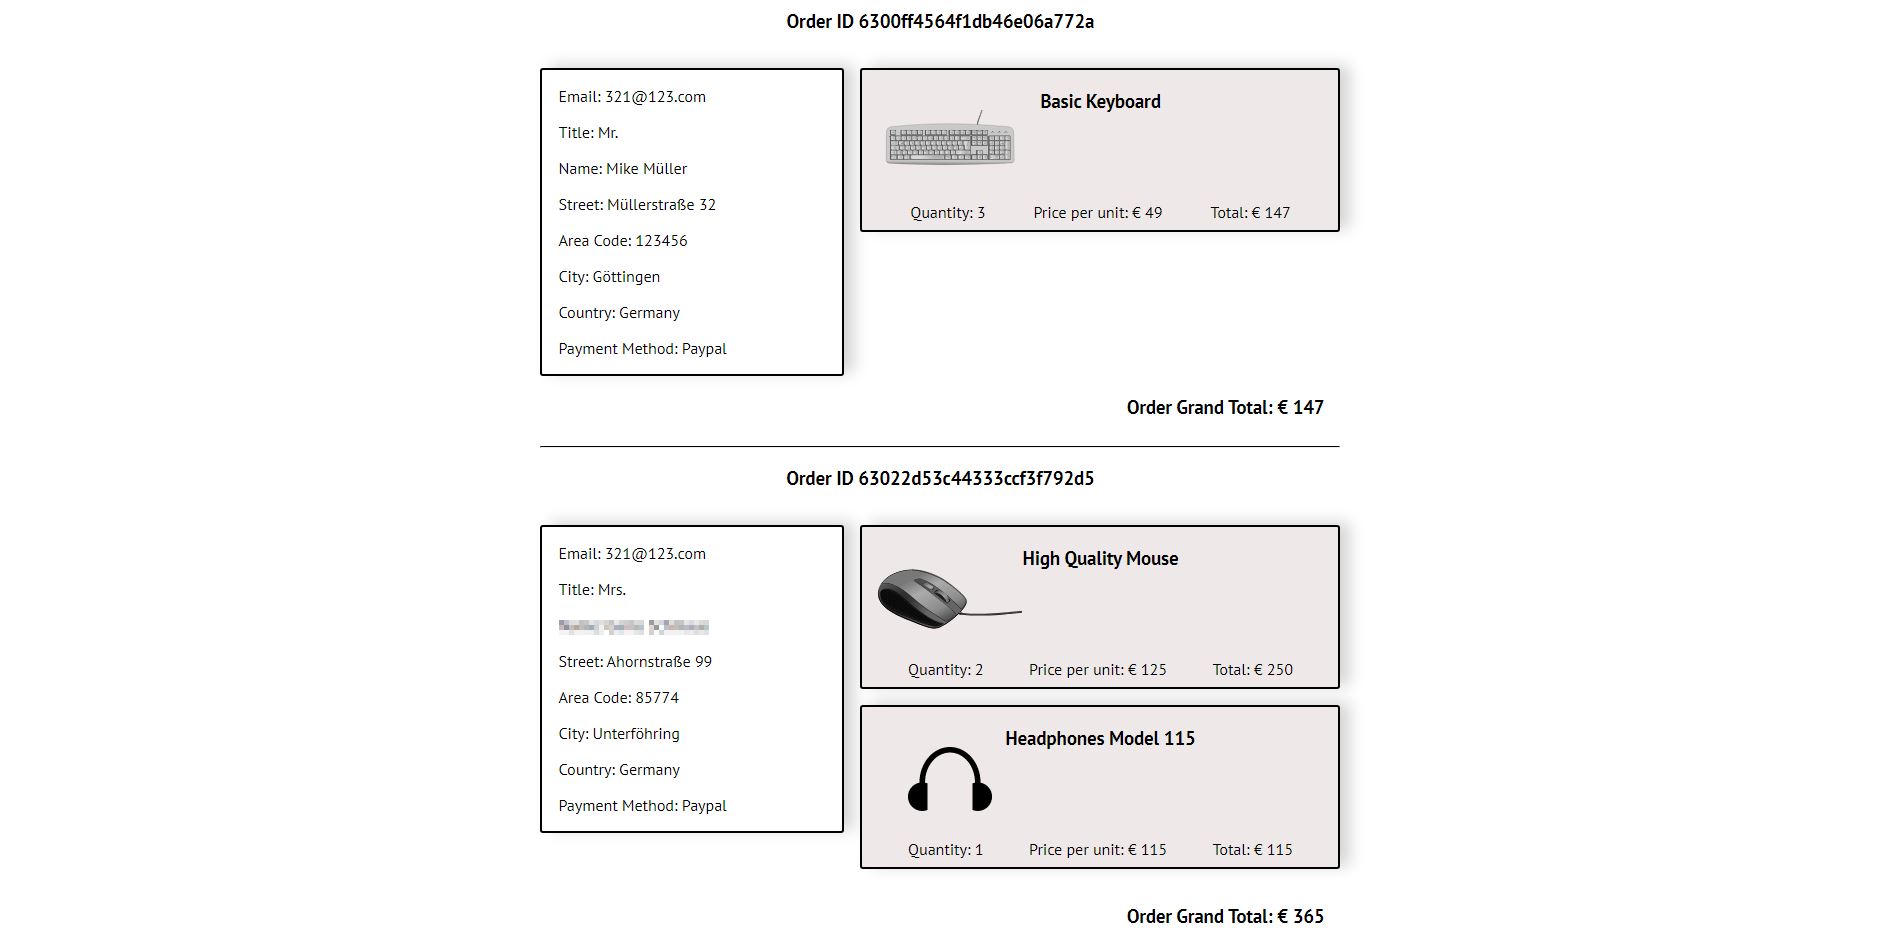 Order ID 6300ff4564f1db46e06a772a
Email: 321@123.com
Title: Mr.
Name: Mike Müller
Street: Müllerstraße 32
Area Code: 123456
City: Göttingen
Country: Germany
Payment Method: Paypal
Basic Keyboard
Quantity: 3 Price per unit: € 49 Total: € 147
Order Grand Total: € 147
Order ID 63022d53c44333ccf3f792d5
Email: 321@123.com
Title: Mrs.
Street: Ahornstraße 99
Area Code: 85774
City: Unterföhring
Country: Germany
Payment Method: Paypal
High Quality Mouse
Quantity: 2 Price per unit: € 125 Total: € 250
Headphones Model 115
Quantity: 1 Price per unit: € 115 Total: € 115
Order Grand Total: € 365